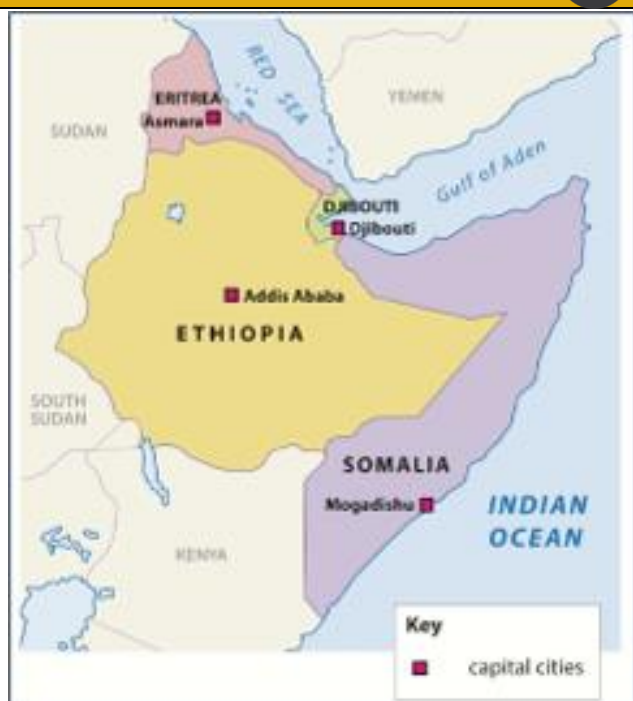 RED SEA
YEMEN
ERITREA
Asmara
SUDAN
Gulf of Aden
DJIBOUTI
Djibouti
Addis Ababa
ETHIOPIA
SOUTH
SUDAN
SOMALIA
Mogadishu
INDIAN
OCEAN
KENYA
Key
capital cities